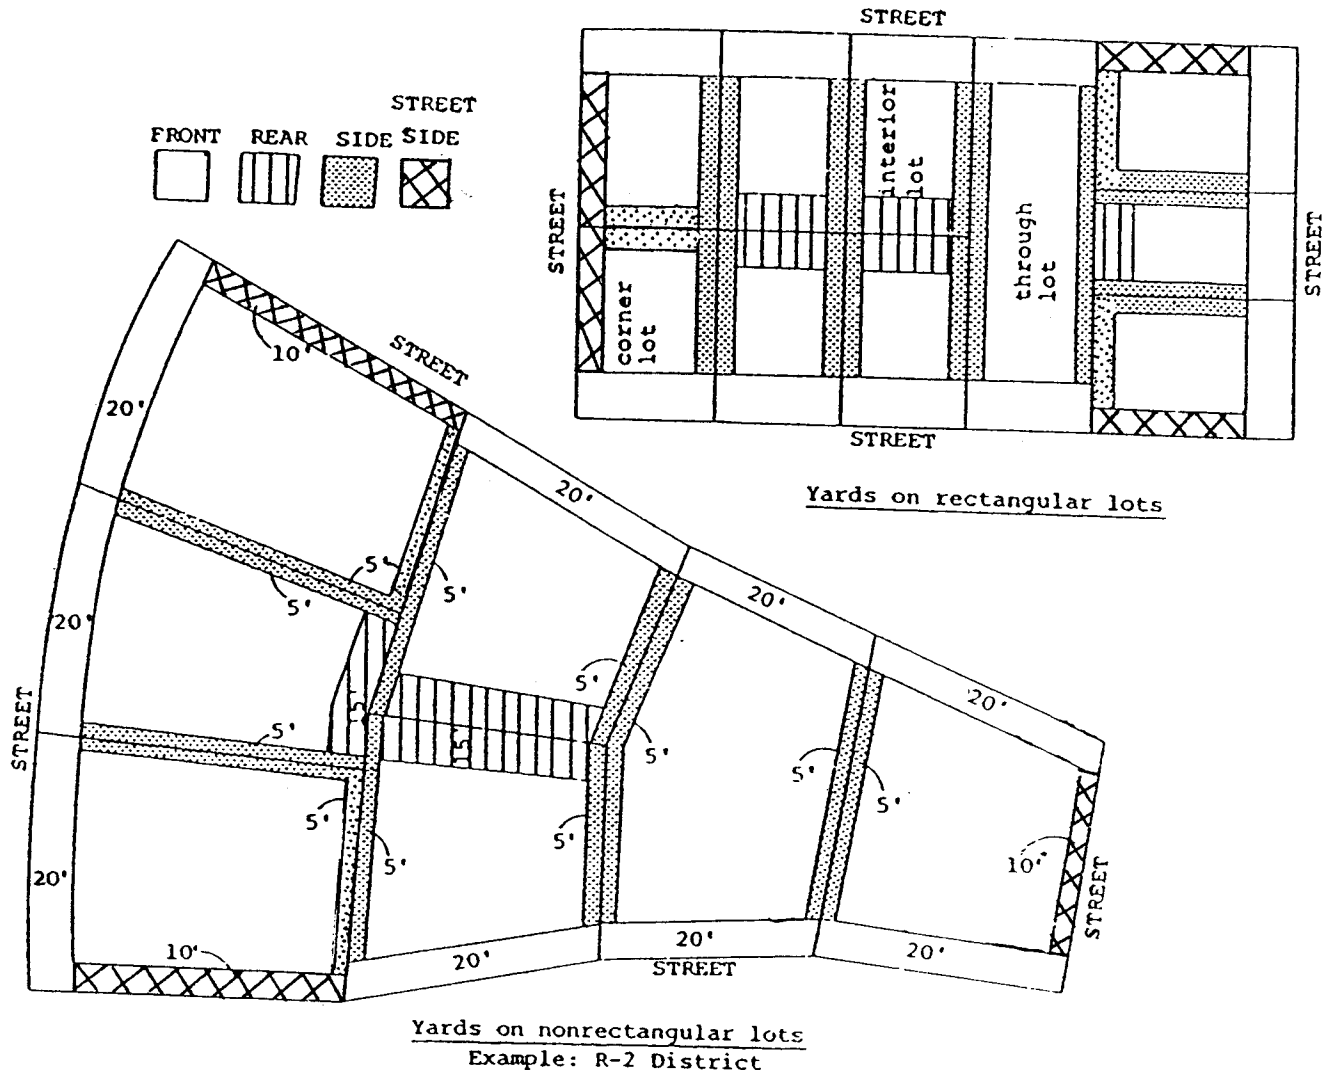 STREET
STREET
FRONT REAR SIDE SIDE
STREET
interior
lot
through
lot
corner
lot
STREET
STREET
Yards on rectangular lots
10'
STREET
20'
20'
20'
5'
5'
5'
20'
20'
5'
5'
15'
15'
5'
20'
STREET
5'
5'
5'
5'
5'
10'
STREET
20'
10'
20'
20'
STREET
20'
Yards on nonrectangular lots
Example: R-2 District